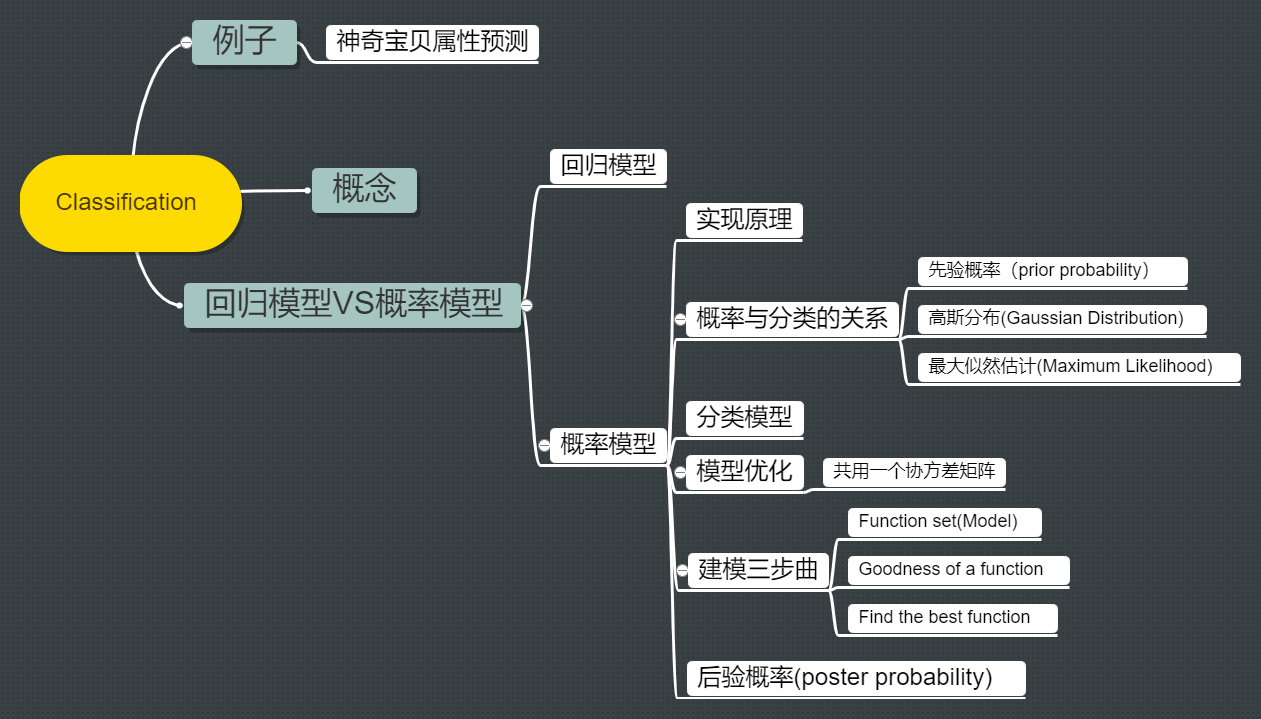 例子
神奇宝贝属性预测
Classification
概念
回归模型VS概率模型
回归模型
概率模型
实现原理
概率与分类的关系
先验概率（prior probability）
高斯分布(Gaussian Distribution)
最大似然估计(Maximum Likelihood)
分类模型
模型优化
共用一个协方差矩阵
建模三步曲
Function set(Model)
Goodness of a function
Find the best function
后验概率(poster probability)